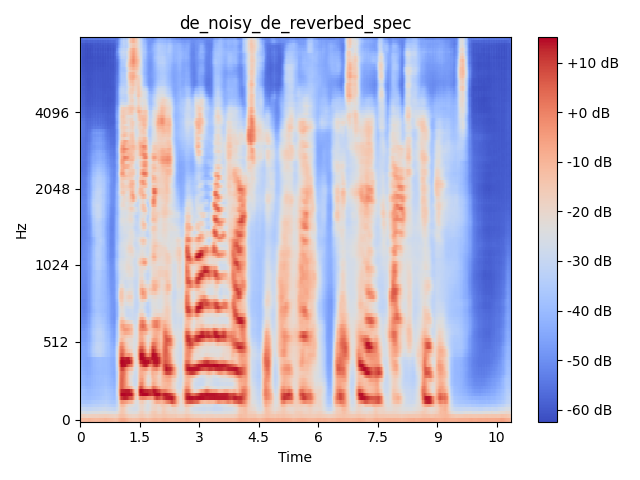 de_noisy_de_reverbed_spec
+10 dB
+0 dB
-10 dB
-20 dB
-30 dB
-40 dB
-50 dB
-60 dB
Hz
4096
2048
1024
512
0
0
1.5
3
4.5
6
7.5
9
10
Time